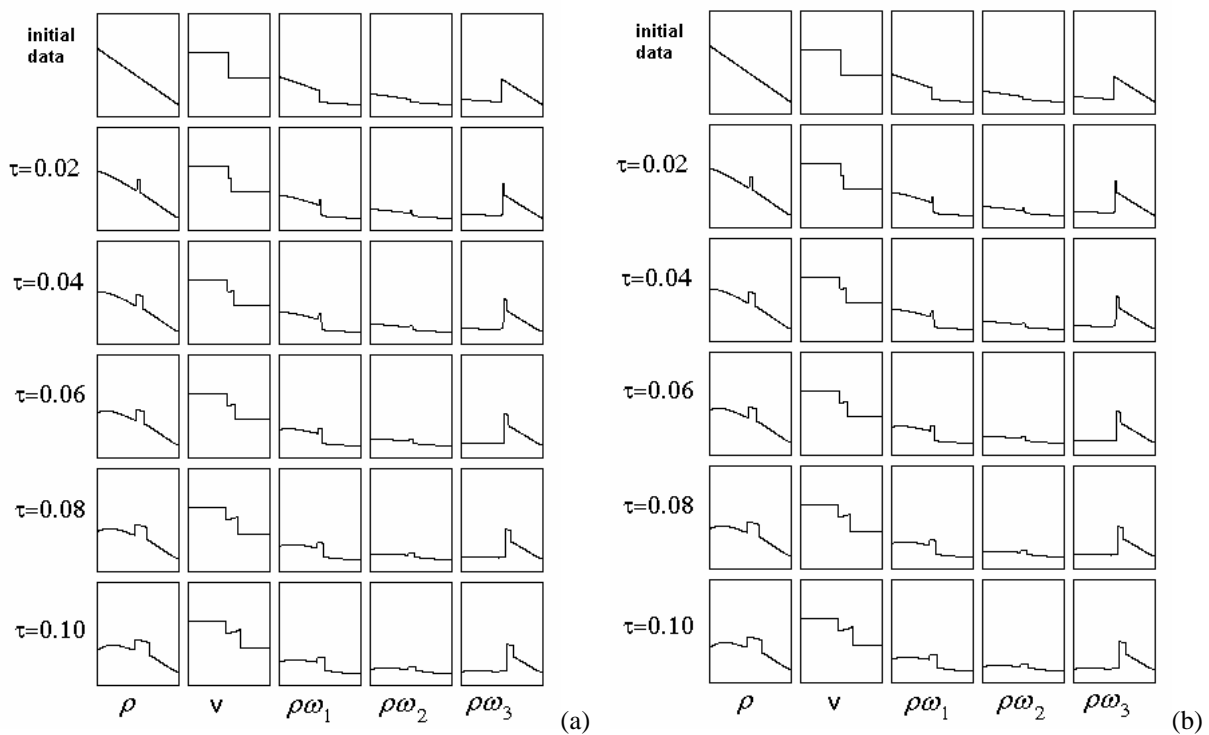 initial
data
τ=0.02
τ=0.04
τ=0.06
τ=0.08
τ=0.10
ρ v ρω1 ρω2 ρω3 (a)
initial
data
τ=0.02
τ=0.04
τ=0.06
τ=0.08
τ=0.10
ρ v ρω1 ρω2 ρω3 (b)